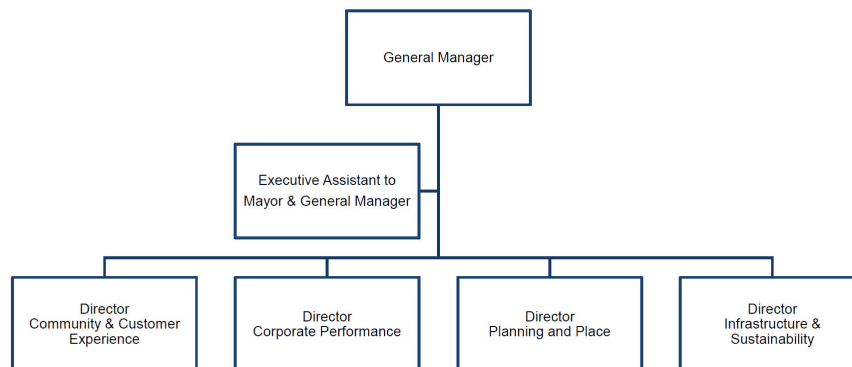 General Manager
Executive Assistant to
Mayor & General Manager
Director
Community & Customer
Experience
Director
Corporate Performance
Director
Planning and Place
Director
Infrastructure &
Sustainability